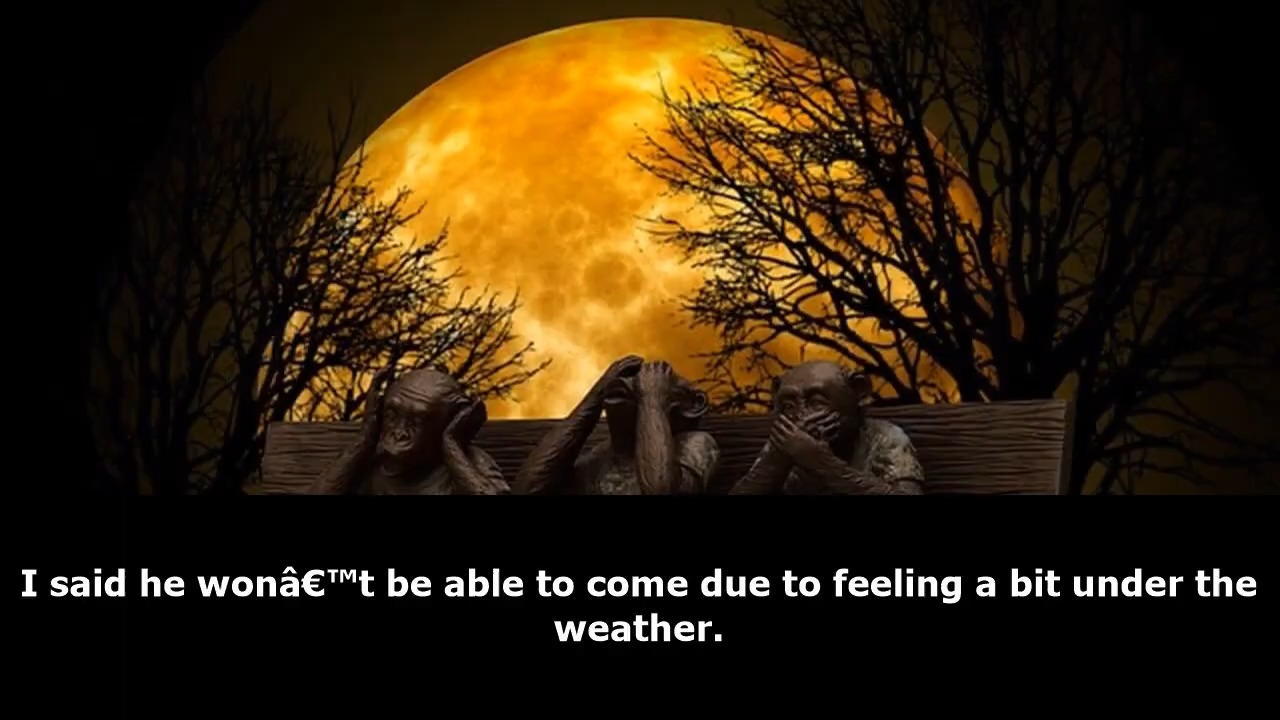 I said he wonâ€™t be able to come due to feeling a bit under the
weather.